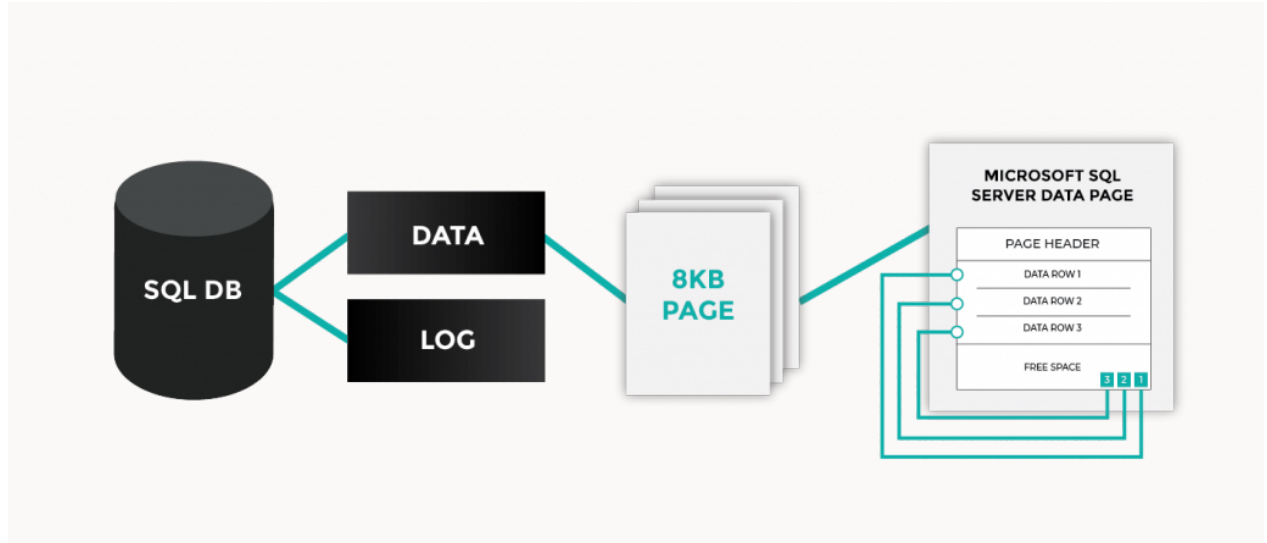 SQL DB
DATA
LOG
8KB
PAGE
MICROSOFT SQL
SERVER DATA PAGE
PAGE HEADER
DATA ROW 1
DATA ROW 2
DATA ROW 3
FREE SPACE
3 2 1